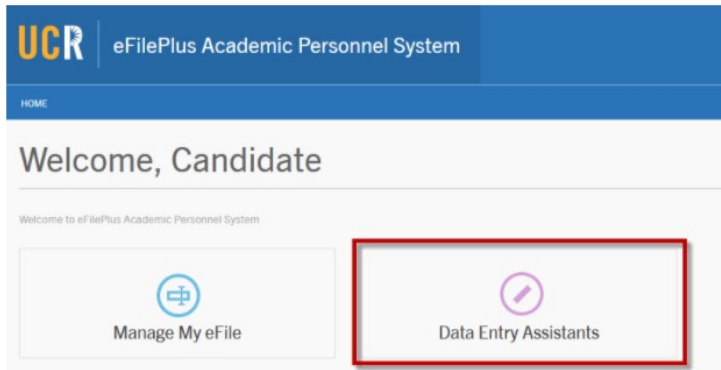 UCR eFilePlus Academic Personnel System
HOME
Welcome, Candidate
Welcome to eFilePlus Academic Personnel System
Manage My eFile
Data Entry Assistants